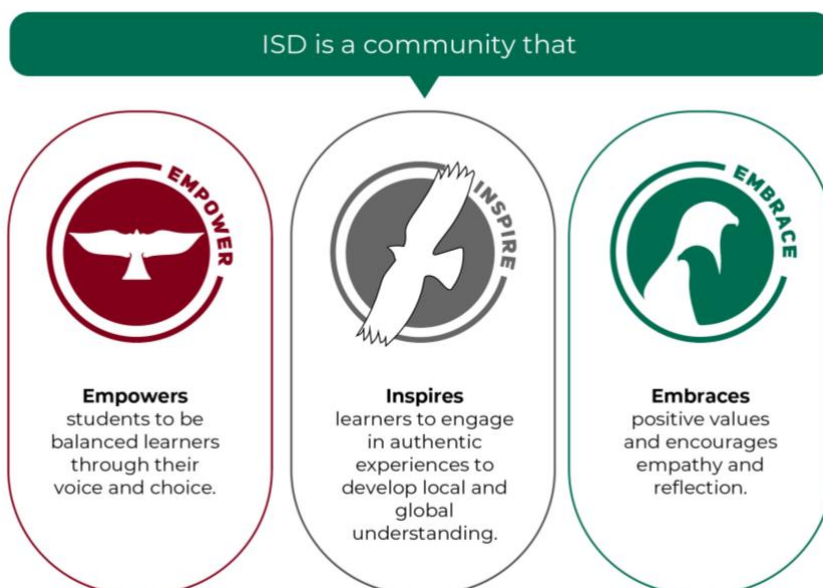 ISD is a community that
EMPOWER
Empowers
students to be
balanced learners
through their
voice and choice.
INSPIRE
Inspires
learners to engage
in authentic
experiences to
develop local and
global
understanding.
EMBRACE
Embraces
positive values
and encourages
empathy and
reflection.